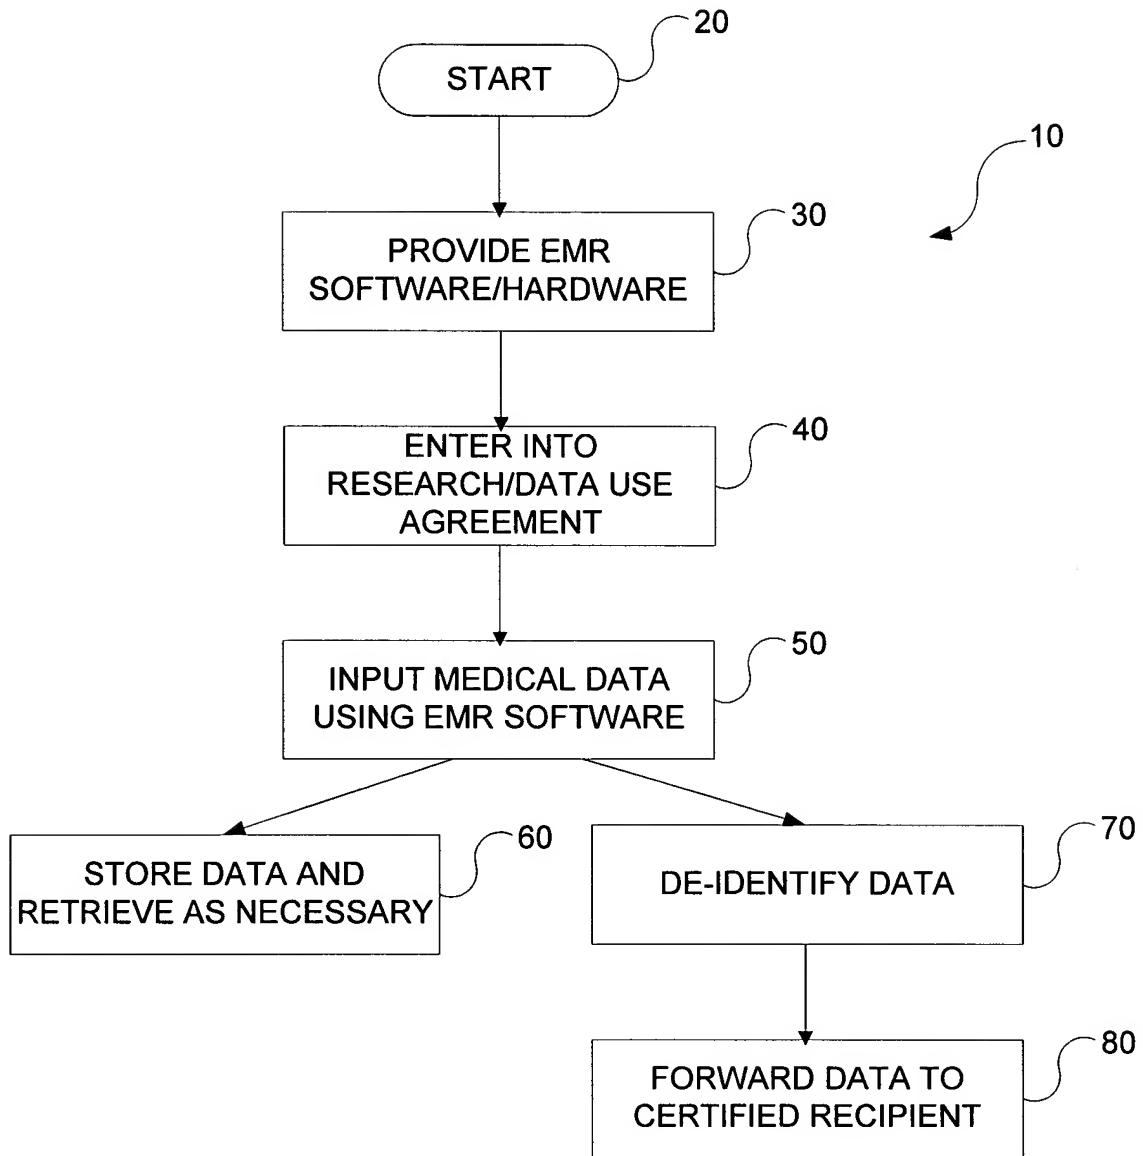 20
START
10
30
PROVIDE EMR
SOFTWARE/HARDWARE
40
ENTER INTO
RESEARCH/DATA USE
AGREEMENT
50
INPUT MEDICAL DATA
USING EMR SOFTWARE
60
STORE DATA AND
RETRIEVE AS NECESSARY
70
DE-IDENTIFY DATA
80
FORWARD DATA TO
CERTIFIED RECIPIENT